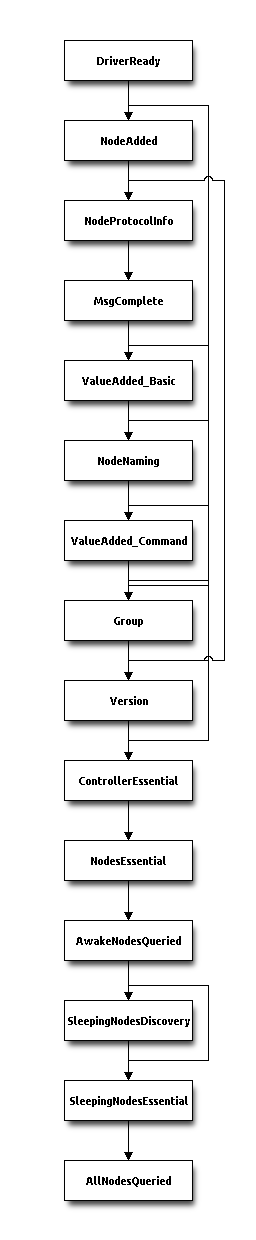 DriverReady
NodeAdded
NodeProtocolInfo
MsgComplete
ValueAdded_Basic
NodeNaming
ValueAdded_Command
Group
Version
ControllerEssential
NodesEssential
AwakeNodesQueried
SleepingNodesDiscovery
SleepingNodesEssential
AllNodesQueried